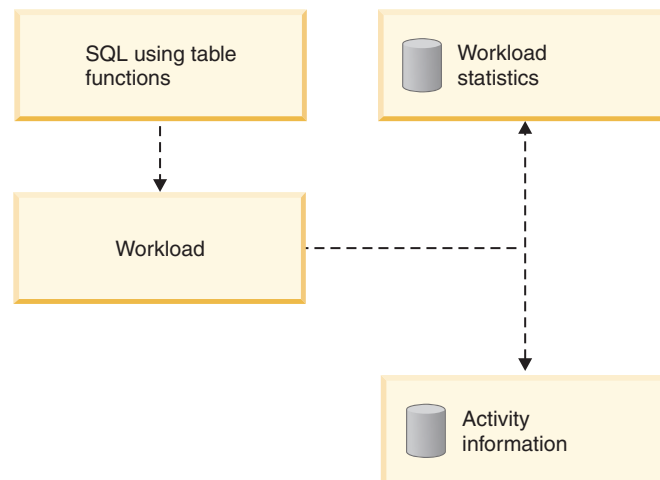 SQL using table
functions
Workload
statistics
Workload
Activity
information